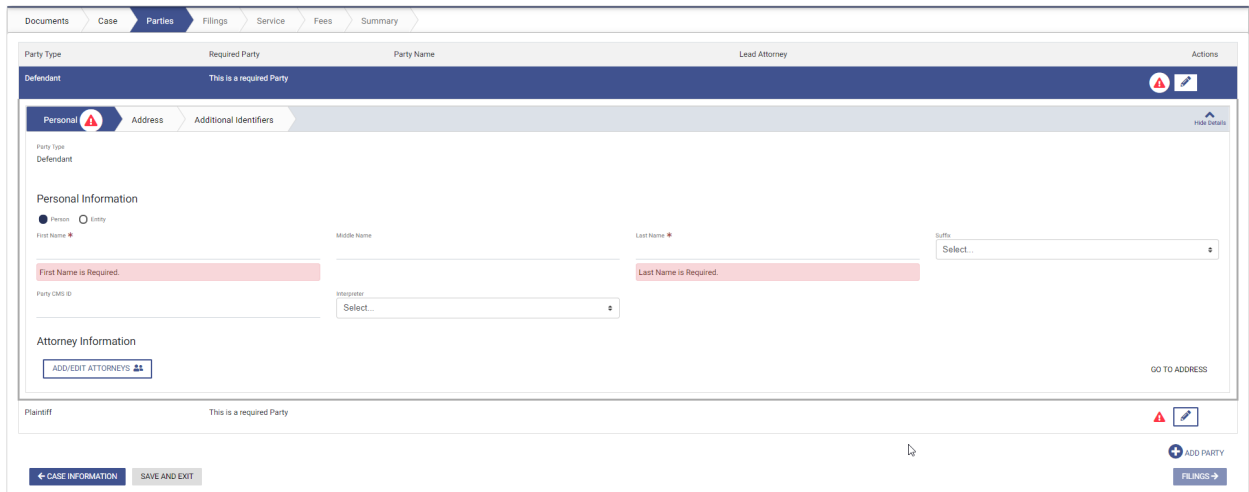 Documents Case Parties Filings Service Fees Summary
Party Type Required Party Party Name Lead Attorney Actions
Defendant This is a required Party
Personal Address Additional Identifiers
Hide Details
Party Type
Defendant
Personal Information
Person Entity
First Name * Middle Name Last Name * Suffix
Select...
First Name is Required. Last Name is Required.
Party CMS ID Interpreter
Select...
Attorney Information
ADD/EDIT ATTORNEYS
GO TO ADDRESS
Plaintiff This is a required Party
ADD PARTY
← CASE INFORMATION SAVE AND EXIT FILINGS →